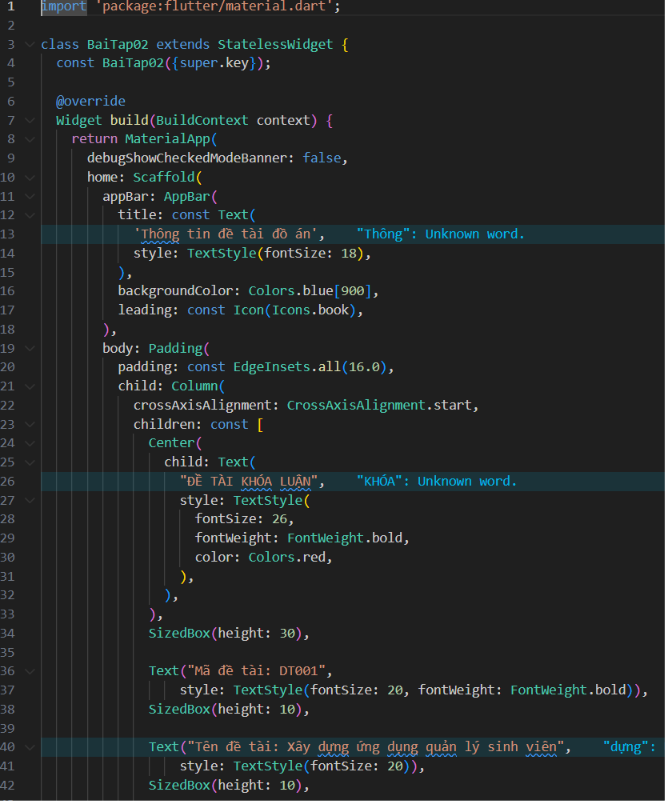 1 import 'package:flutter/material.dart';
2
3 class BaiTap02 extends StatelessWidget {
4 const BaiTap02({super.key});
5
6 @override
7 Widget build(BuildContext context) {
8 return MaterialApp(
9 debugShowCheckedModeBanner: false,
10 home: Scaffold(
11 appBar: AppBar(
12 title: const Text(
13 'Thông tin đề tài đồ án', "Thông": Unknown word.
14 style: TextStyle(fontSize: 18),
15 ),
16 backgroundColor: Colors.blue[900],
17 leading: const Icon(Icons.book),
18 ),
19 body: Padding(
20 padding: const EdgeInsets.all(16.0),
21 child: Column(
22 crossAxisAlignment: CrossAxisAlignment.start,
23 children: const [
24 Center(
25 child: Text(
26 "ĐỀ TÀI KHÓA LUẬN", "KHÓA": Unknown word.
27 style: TextStyle(
28 fontSize: 26,
29 fontWeight: FontWeight.bold,
30 color: Colors.red,
31 ),
32 ),
33 ),
34 SizedBox(height: 30),
35
36 Text("Mã đề tài: DT001",
37 style: TextStyle(fontSize: 20, fontWeight: FontWeight.bold)),
38 SizedBox(height: 10),
39
40 Text("Tên đề tài: Xây dựng ứng dụng quản lý sinh viên", "dựng":
41 style: TextStyle(fontSize: 20)),
42 SizedBox(height: 10),